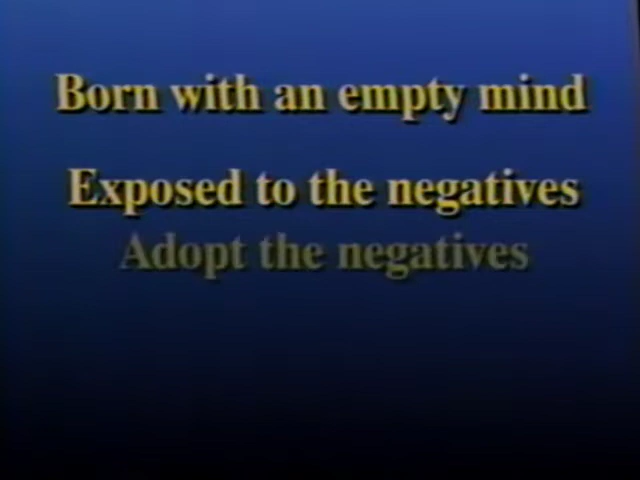 Born with an empty mind
Exposed to the negatives
Adopt the negatives